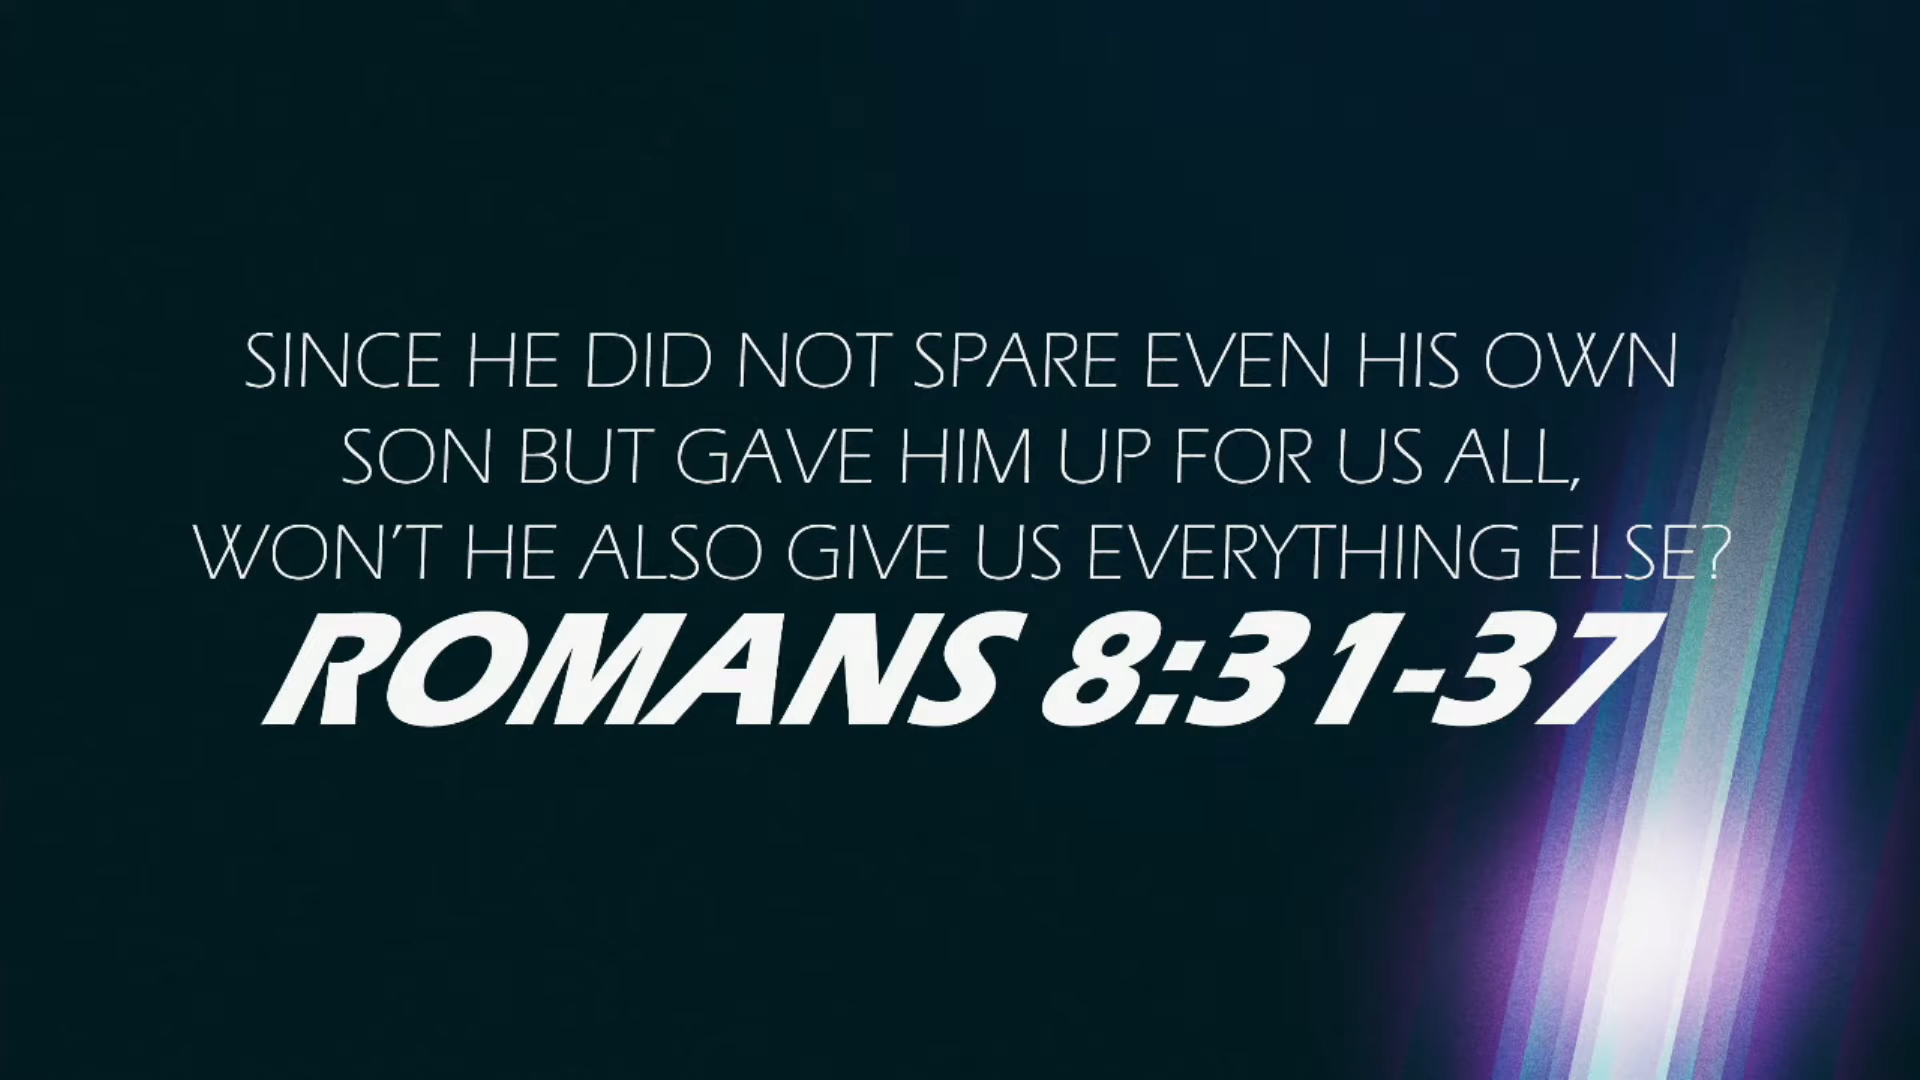 SINCE HE DID NOT SPARE EVEN HIS OWN
SON BUT GAVE HIM UP FOR US ALL,
WON’T HE ALSO GIVE US EVERYTHING ELSE?
ROMANS 8:31-37